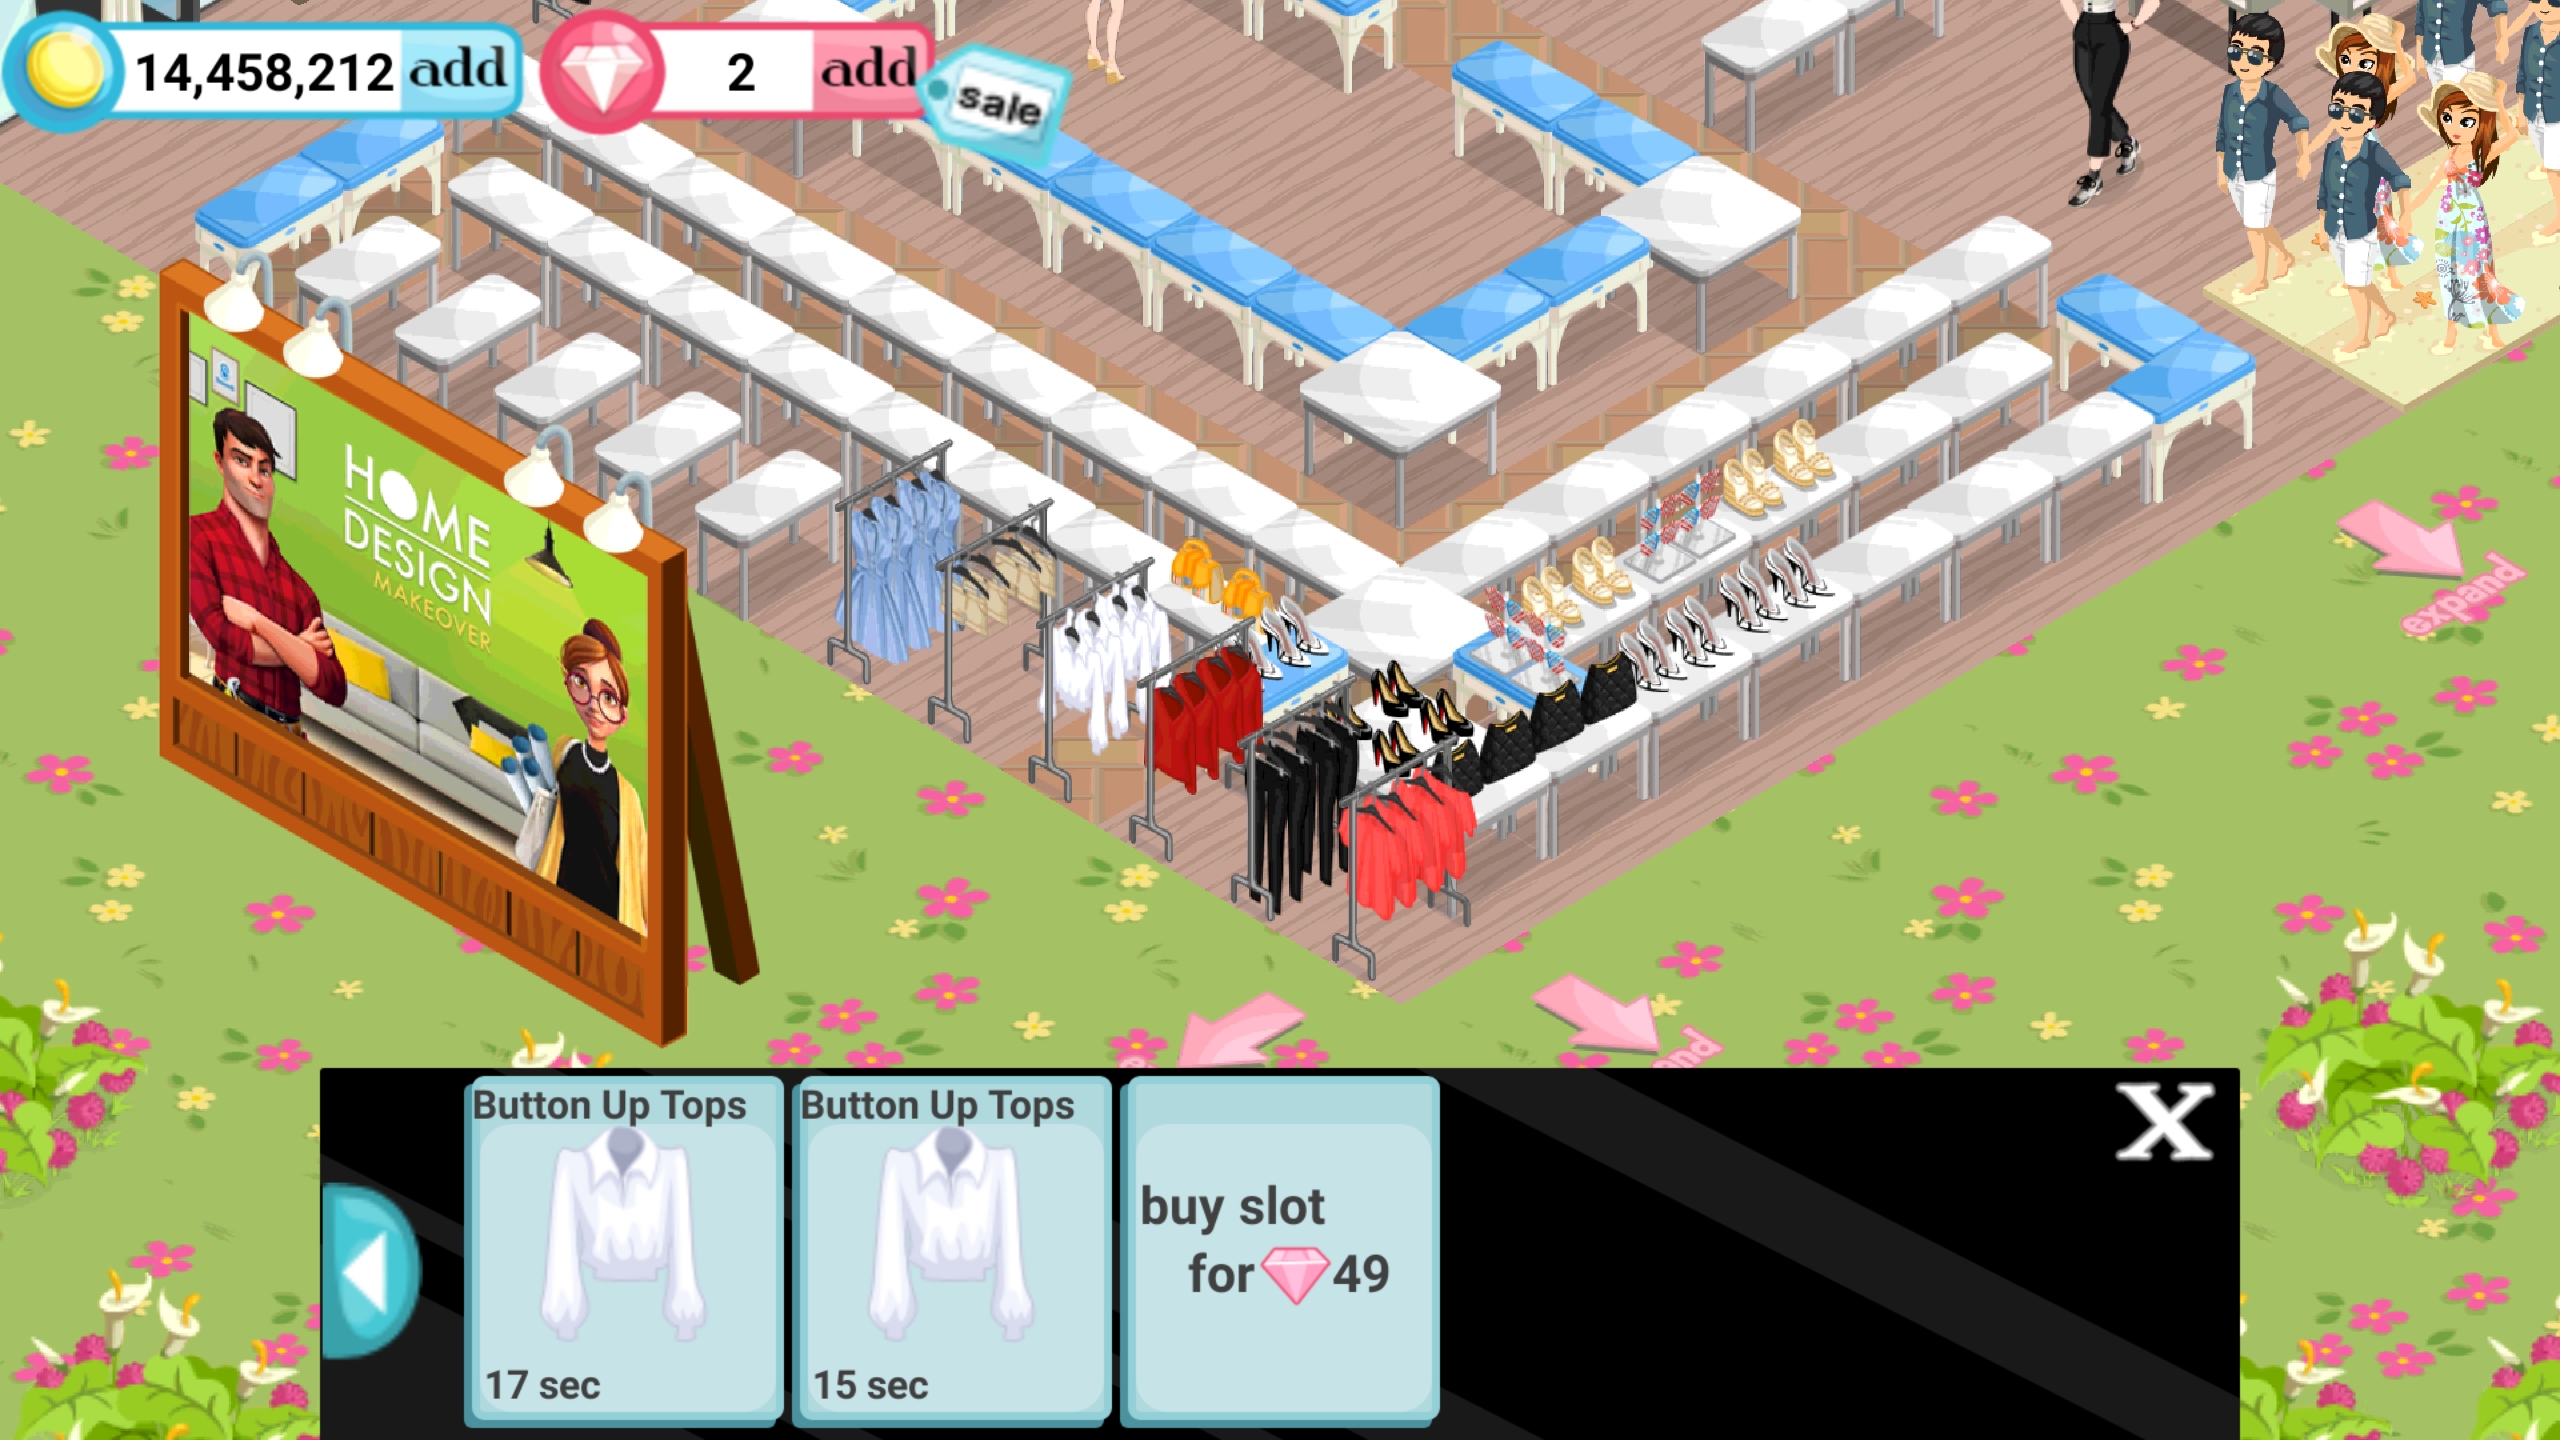 14,458,212 add
2 add
sale
HOME
DESIGN
MAKEOVER
expand
Button Up Tops
17 sec
Button Up Tops
15 sec
buy slot
for 49
X